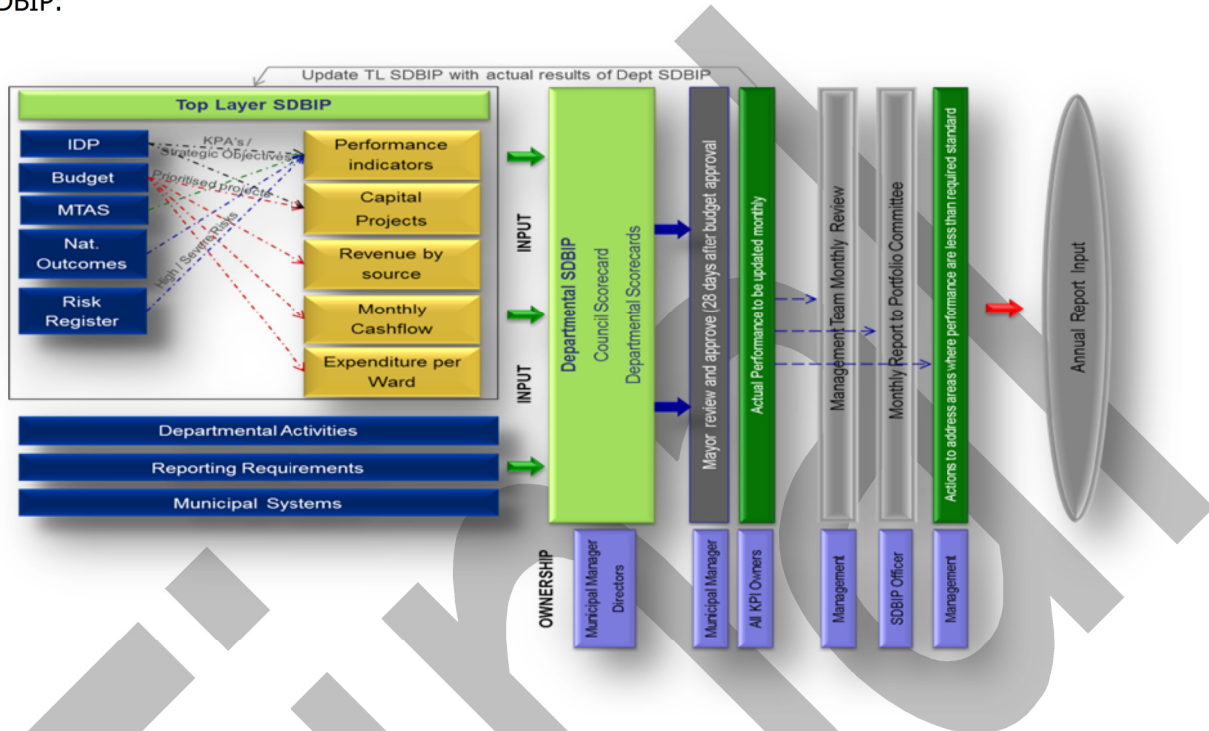 SDBIP:
Update TL SDBIP with actual results of Dept SDBIP
Top Layer SDBIP
IDP
Budget
MTAS
Nat.
Outcomes
Risk
Register
KPA's /
Strategic Objectives
Prioritised projects
High / Severe Risks
Performance
indicators
Capital
Projects
Revenue by
source
Monthly
Cashflow
Expenditure per
Ward
Departmental Activities
Reporting Requirements
Municipal Systems
INPUT
INPUT
Departmental SDBIP
Council Scorecard
Departmental Scorecards
Mayor review and approve (28 days after budget approval
Actual Performance to be updated monthly
Management Team Monthly Review
Monthly Report to Portfolio Committee
Actions to address areas where performance are less than required standard
Annual Report Input
OWNERSHIP
Municipal Manager
Directors
Municipal Manager
All KPI Owners
Management
SDBIP Officer
Management